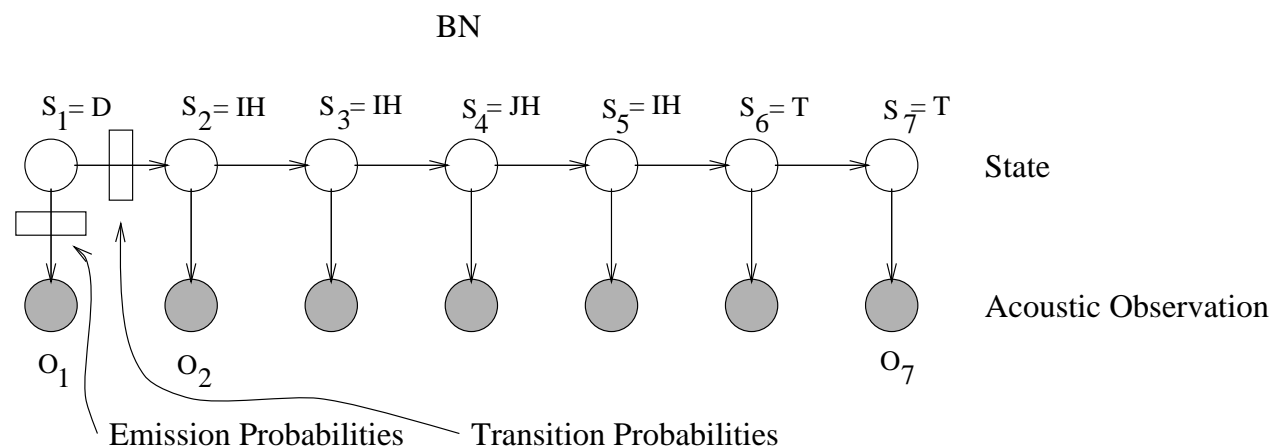 BN
S1= D S2= IH S3= IH S4= JH S5= IH S6= T S7= T
State
Acoustic Observation
O1 O2 O7
Emission Probabilities Transition Probabilities